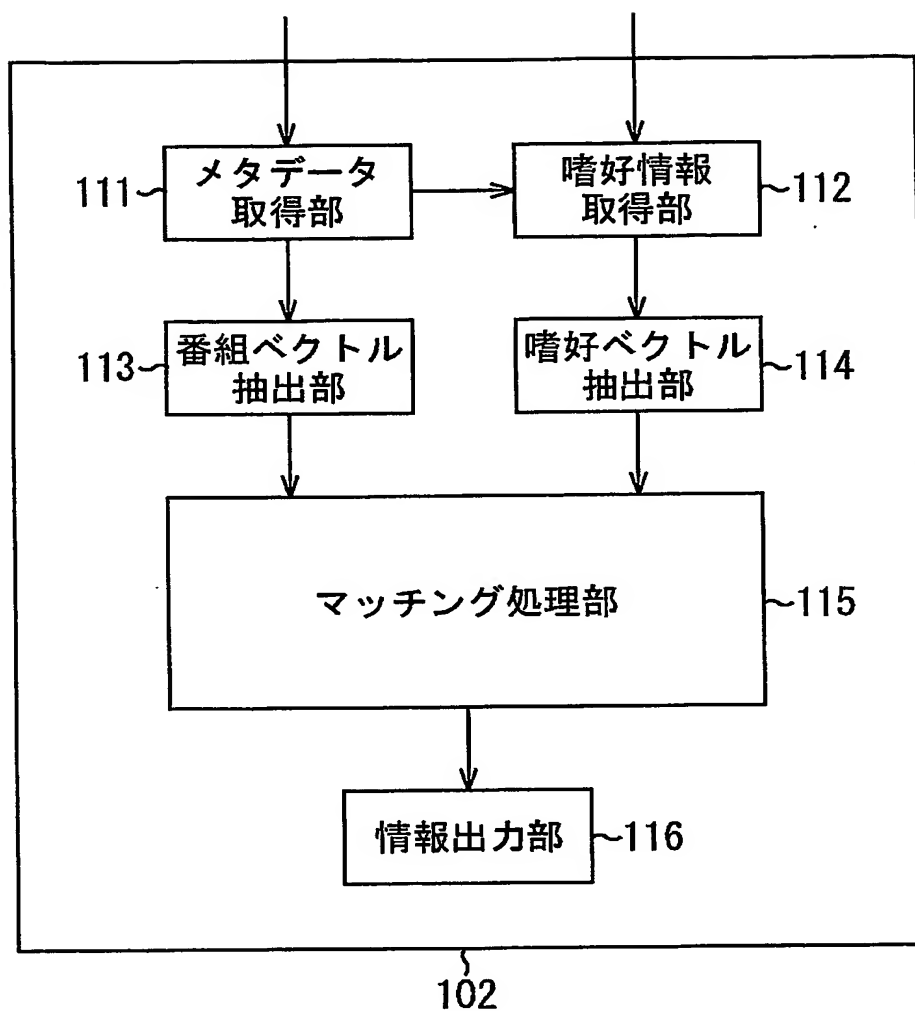 メタデータ
取得部
111
嗜好情報
取得部
112
番組ベクトル
抽出部
113
嗜好ベクトル
抽出部
114
マッチング処理部
115
情報出力部
116
102